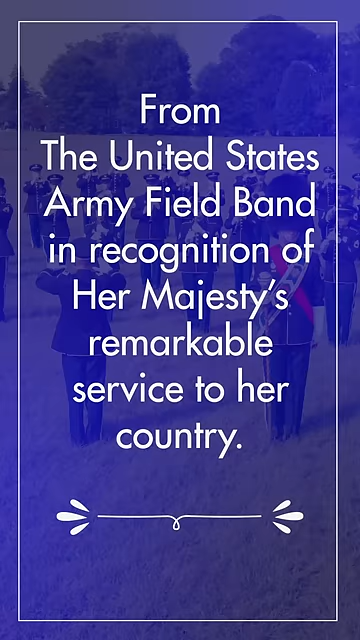 From
The United States
Army Field Band
in recognition of
Her Majesty’s
remarkable
service to her
country.